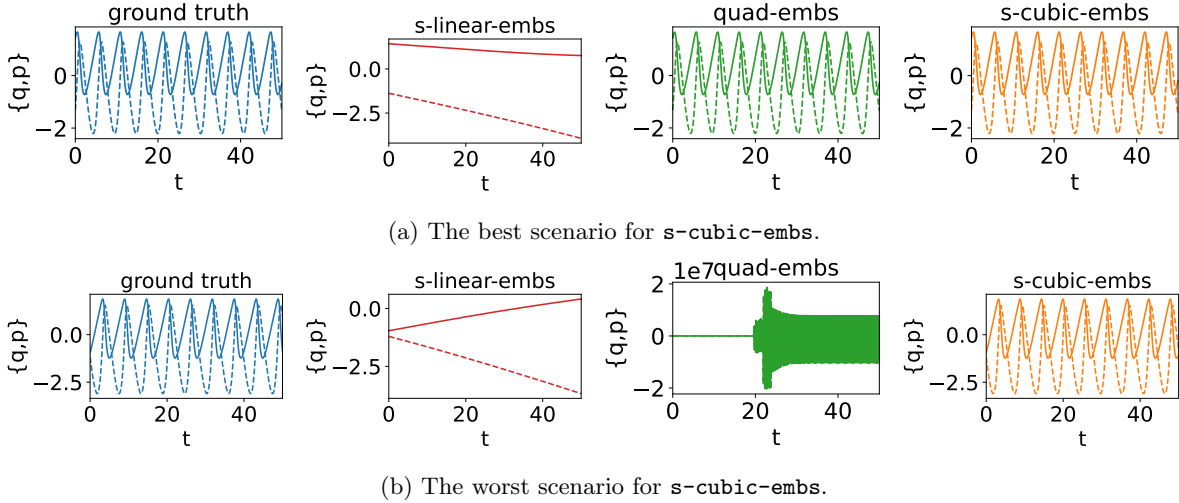 ground truth
s-linear-embs
quad-embs
s-cubic-embs
{q,p}
0
−2
0 20 40
t
{q,p}
0.0
−2.5
0 20 40
t
{q,p}
0
−2
0 20 40
t
{q,p}
0
−2
0 20 40
t
(a) The best scenario for s-cubic-embs.
ground truth
s-linear-embs
1e7
quad-embs
s-cubic-embs
{q,p}
0.0
−2.5
0 20 40
t
{q,p}
0.0
−2.5
0 20 40
t
{q,p}
2
0
−2
0 20 40
t
{q,p}
0.0
−2.5
0 20 40
t
(b) The worst scenario for s-cubic-embs.